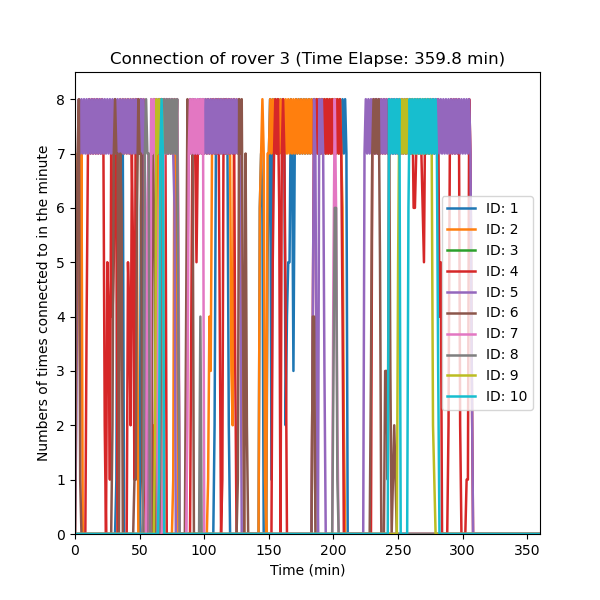 Connection of rover 3 (Time Elapse: 359.8 min)
Numbers of times connected to in the minute
8
7
6
5
4
3
2
1
0
ID: 1
ID: 2
ID: 3
ID: 4
ID: 5
ID: 6
ID: 7
ID: 8
ID: 9
ID: 10
0 50 100 150 200 250 300 350
Time (min)